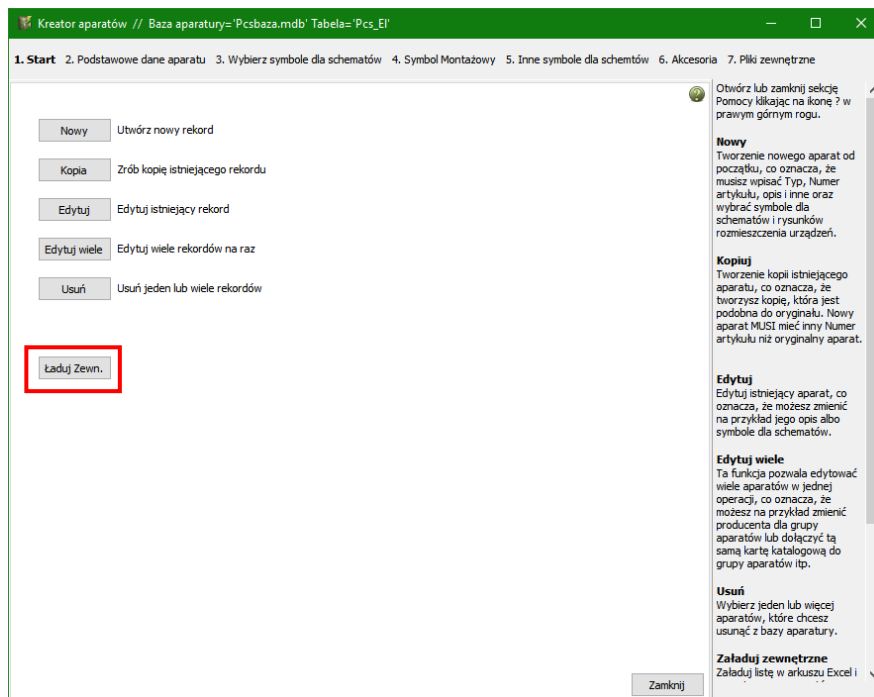 Kreator aparatów // Baza aparatury='Pcsbaza.mdb' Tabela='Pcs_El'
1. Start 2. Podstawowe dane aparatu 3. Wybierz symbole dla schematów 4. Symbol Montażowy 5. Inne symbole dla schemtów 6. Akcesoria 7. Pliki zewnętrzne
Nowy Utwórz nowy rekord
Kopia Zrób kopię istniejącego rekordu
Edytuj Edytuj istniejący rekord
Edytuj wiele Edytuj wiele rekordów na raz
Usuń Usuń jeden lub wiele rekordów
Ładuj Zewn.
Zamknij
Otwórz lub zamknij sekcję
Pomocy klikając na ikonę ? w
prawym górnym rogu.
Nowy
Tworzenie nowego aparat od
początku, co oznacza, że
musisz wpisać Typ, Numer
artykułu, opis i inne oraz
wybrać symbole dla
schematów i rysunków
rozmieszczenia urządzeń.
Kopiuj
Tworzenie kopii istniejącego
aparatu, co oznacza, że
tworzysz kopię, która jest
podobna do oryginału. Nowy
aparat MUSI mieć inny Numer
artykułu niż oryginalny aparat.
Edytuj
Edytuj istniejący aparat, co
oznacza, że możesz zmienić
na przykład jego opis albo
symbole dla schematów.
Edytuj wiele
Ta funkcja pozwala edytować
wiele aparatów w jednej
operacji, co oznacza, że
możesz na przykład zmienić
producenta dla grupy
aparatów lub dołączyć tą
samą kartę katalogową do
grupy aparatów itp.
Usuń
Wybierz jeden lub więcej
aparatów, które chcesz
usunąć z bazy aparatury.
Załaduj zewnętrzne
Załaduj listę w arkuszu Excel i